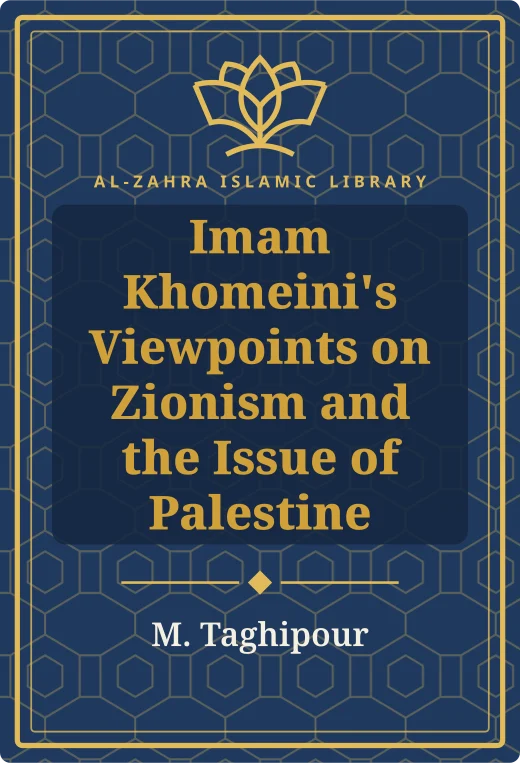 AL-ZAHRA ISLAMIC LIBRARY
Imam
Khomeini's
Viewpoints on
Zionism and
the Issue of
Palestine
M. Taghipour